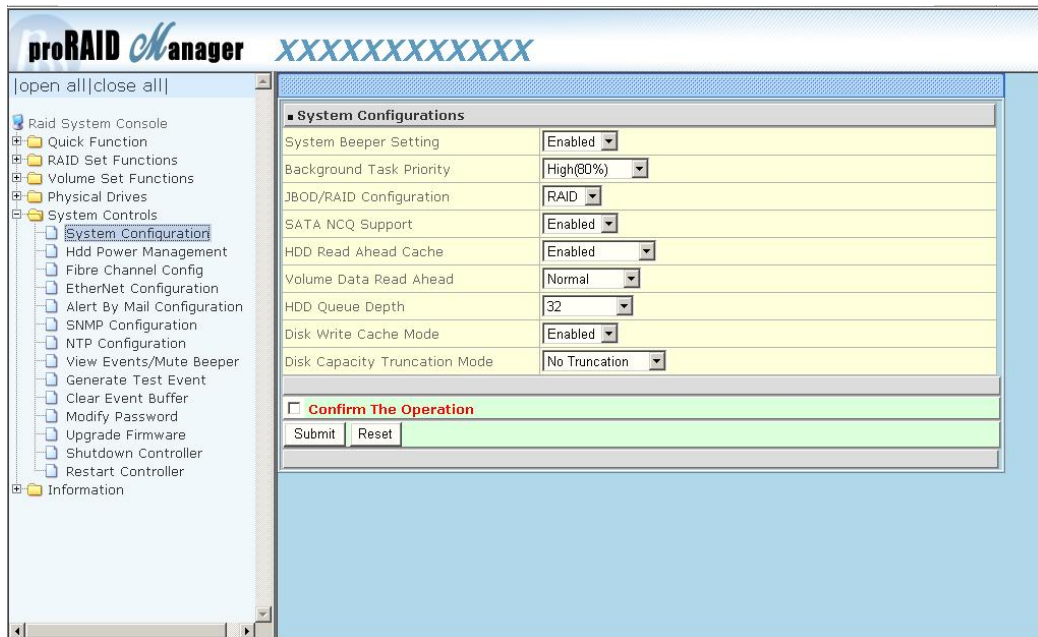 proRAID Manager XXXXXXXXXXXX
|open all|close all|
Raid System Console
Quick Function
RAID Set Functions
Volume Set Functions
Physical Drives
System Controls
System Configuration
Hdd Power Management
Fibre Channel Config
EtherNet Configuration
Alert By Mail Configuration
SNMP Configuration
NTP Configuration
View Events/Mute Beeper
Generate Test Event
Clear Event Buffer
Modify Password
Upgrade Firmware
Shutdown Controller
Restart Controller
Information
System Configurations
System Beeper Setting Enabled
Background Task Priority High(80%)
JBOD/RAID Configuration RAID
SATA NCQ Support Enabled
HDD Read Ahead Cache Enabled
Volume Data Read Ahead Normal
HDD Queue Depth 32
Disk Write Cache Mode Enabled
Disk Capacity Truncation Mode No Truncation
Confirm The Operation
Submit Reset